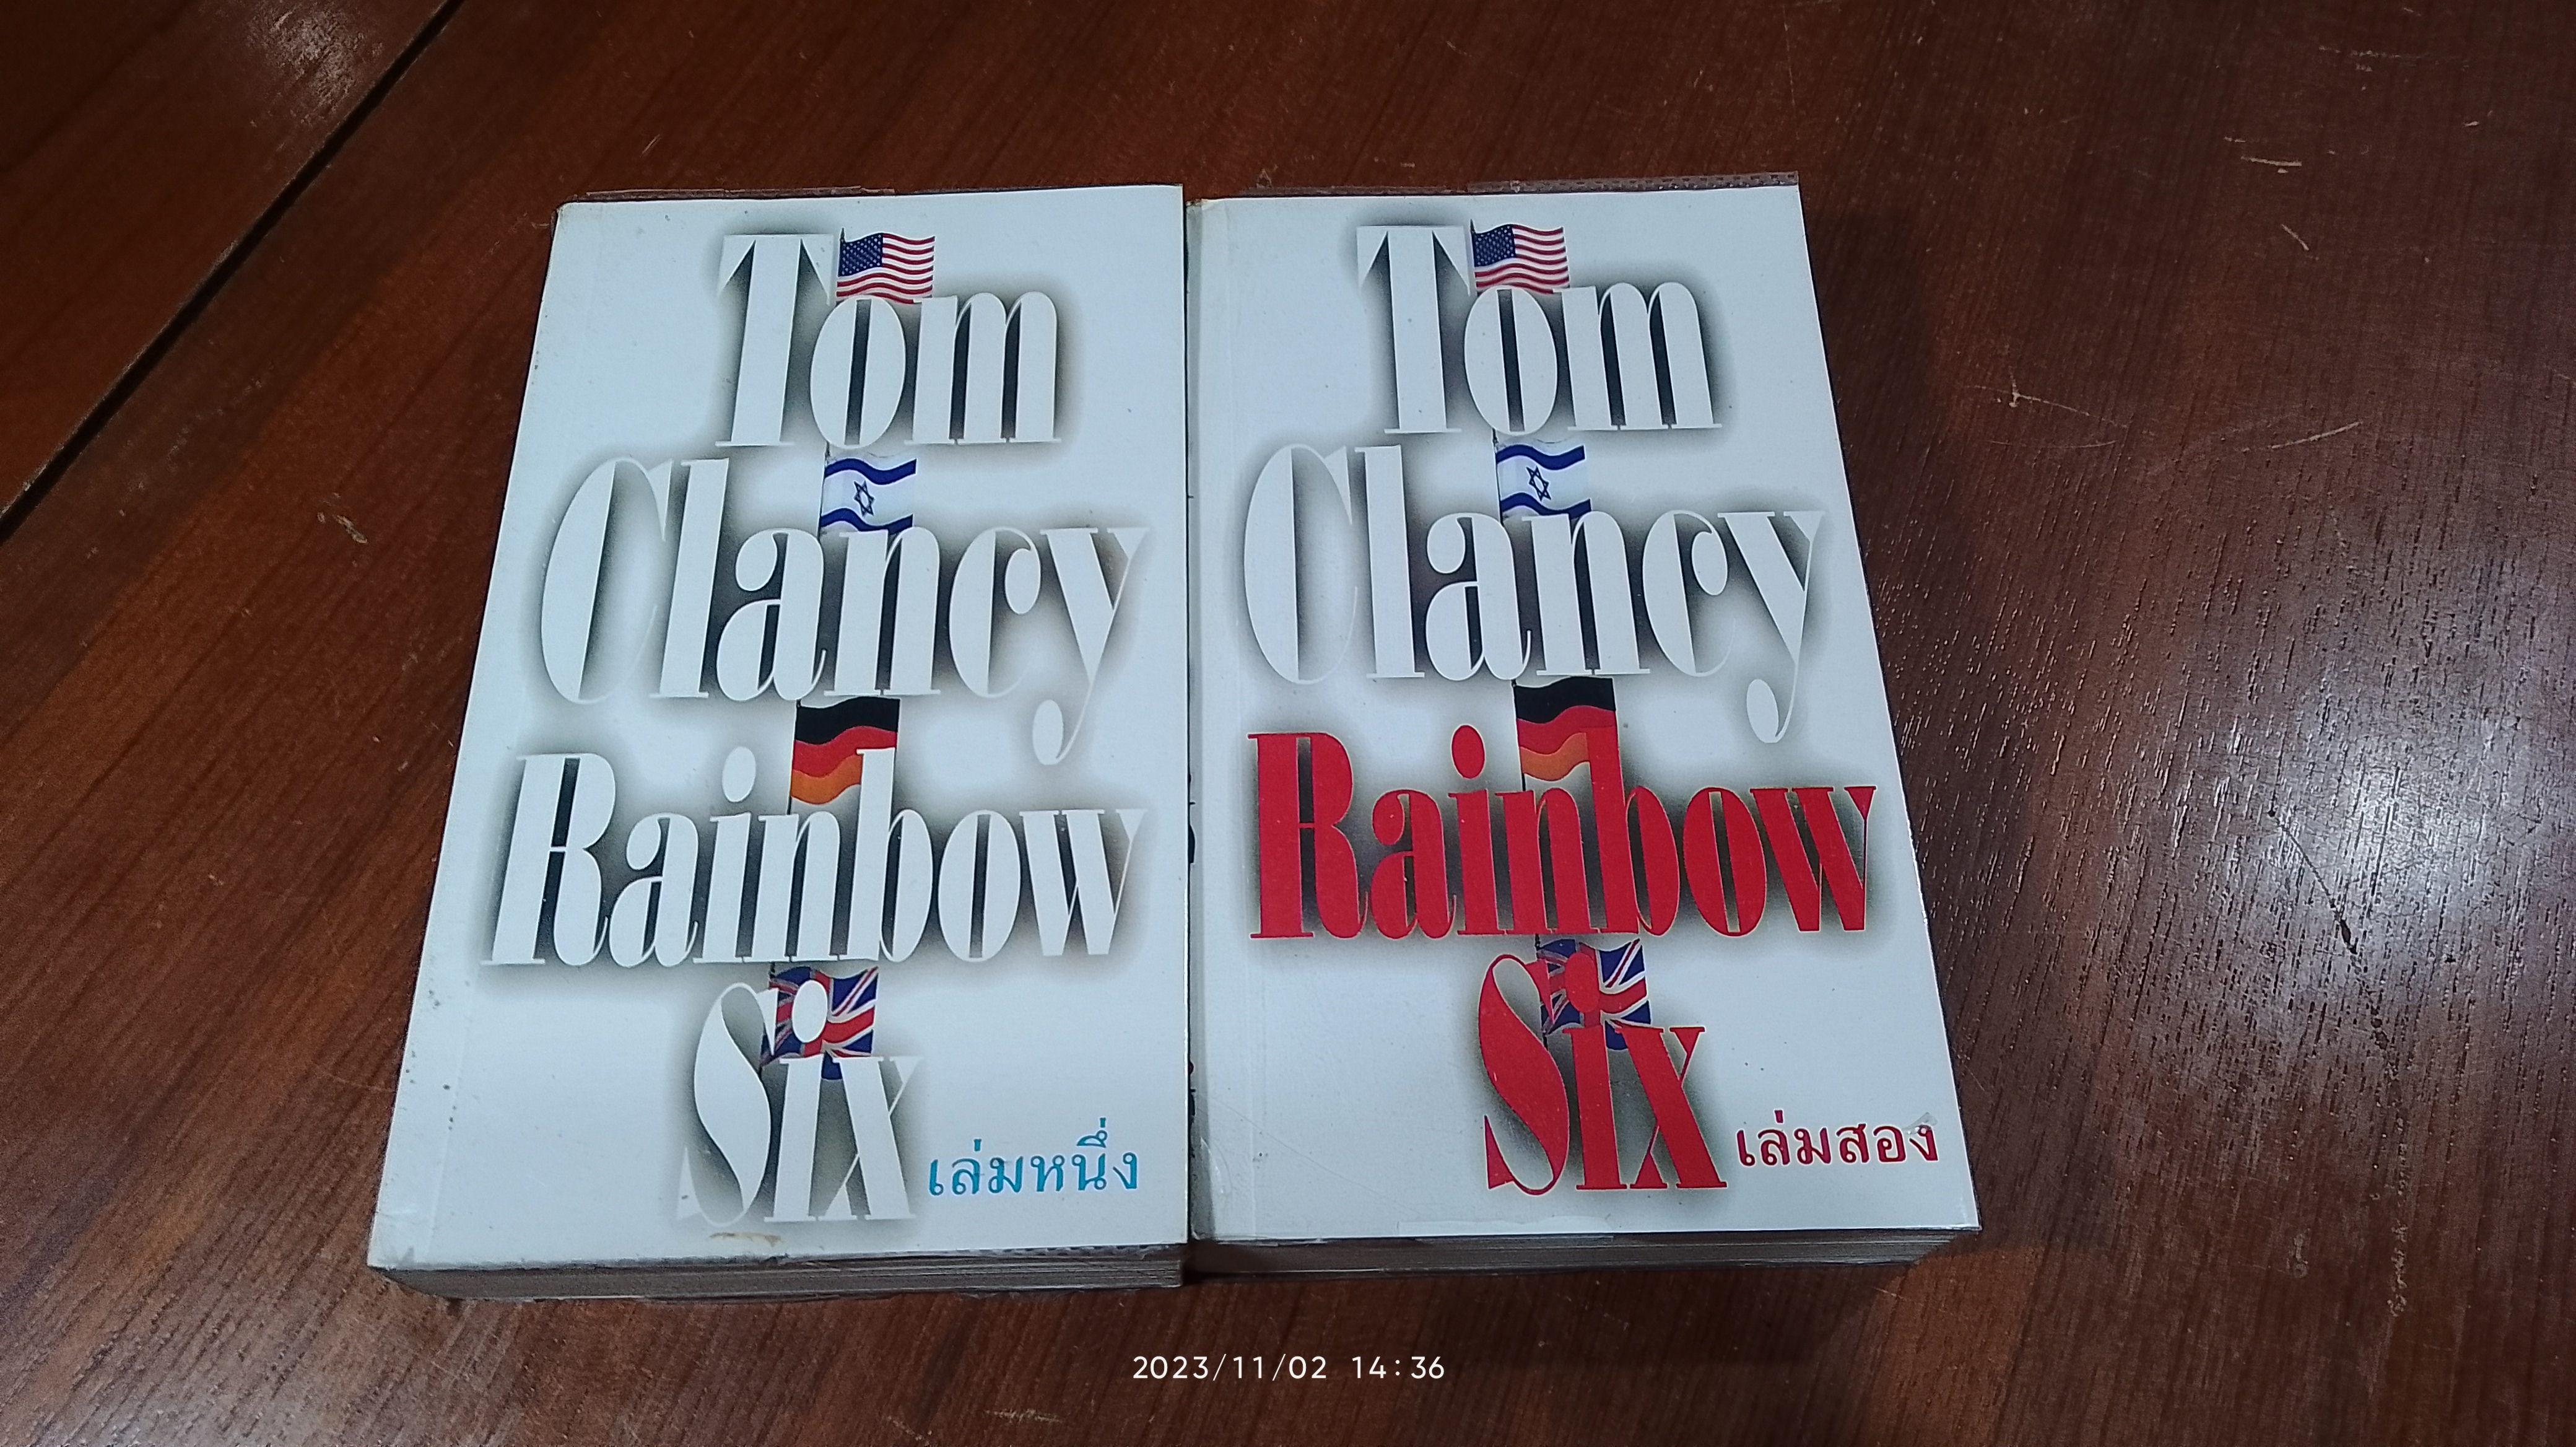 Tom
Clancy
Rainbow
Six
เล่มหนึ่ง
Tom
Clancy
Rainbow
Six
เล่มสอง
2023/11/02 14:36